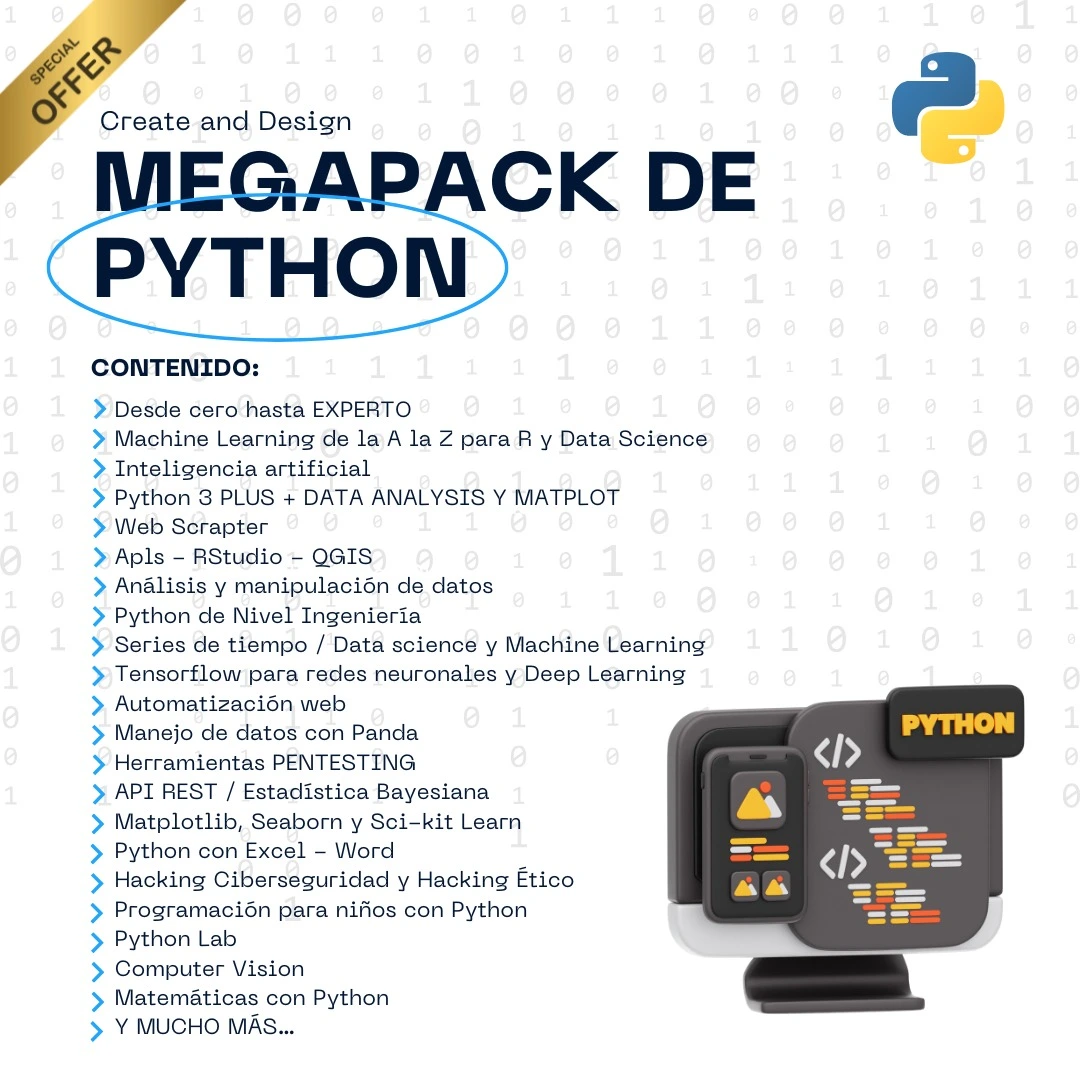 SPECIAL
OFFER
Create and Design
MEGAPACK DE
PYTHON
CONTENIDO:
Desde cero hasta EXPERTO
Machine Learning de la A la Z para R y Data Science
Inteligencia artificial
Python 3 PLUS + DATA ANALYSIS Y MATPLOT
Web Scrapter
Apls – RStudio – QGIS
Análisis y manipulación de datos
Python de Nivel Ingeniería
Series de tiempo / Data science y Machine Learning
Tensorflow para redes neuronales y Deep Learning
Automatización web
Manejo de datos con Panda
Herramientas PENTESTING
API REST / Estadística Bayesiana
Matplotlib, Seaborn y Sci-kit Learn
Python con Excel – Word
Hacking Ciberseguridad y Hacking Ético
Programación para niños con Python
Python Lab
Computer Vision
Matemáticas con Python
Y MUCHO MÁS...
PYTHON
</>
</>